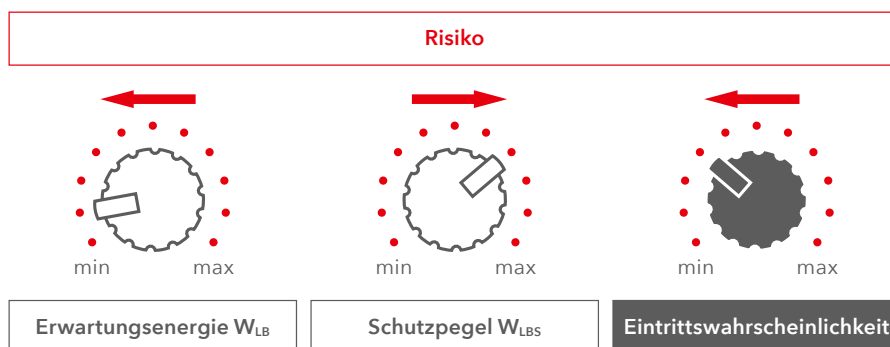 Risiko
min max min max min max
Erwartungsenergie WLB Schutzpegel WLBS Eintrittswahrscheinlichkeit